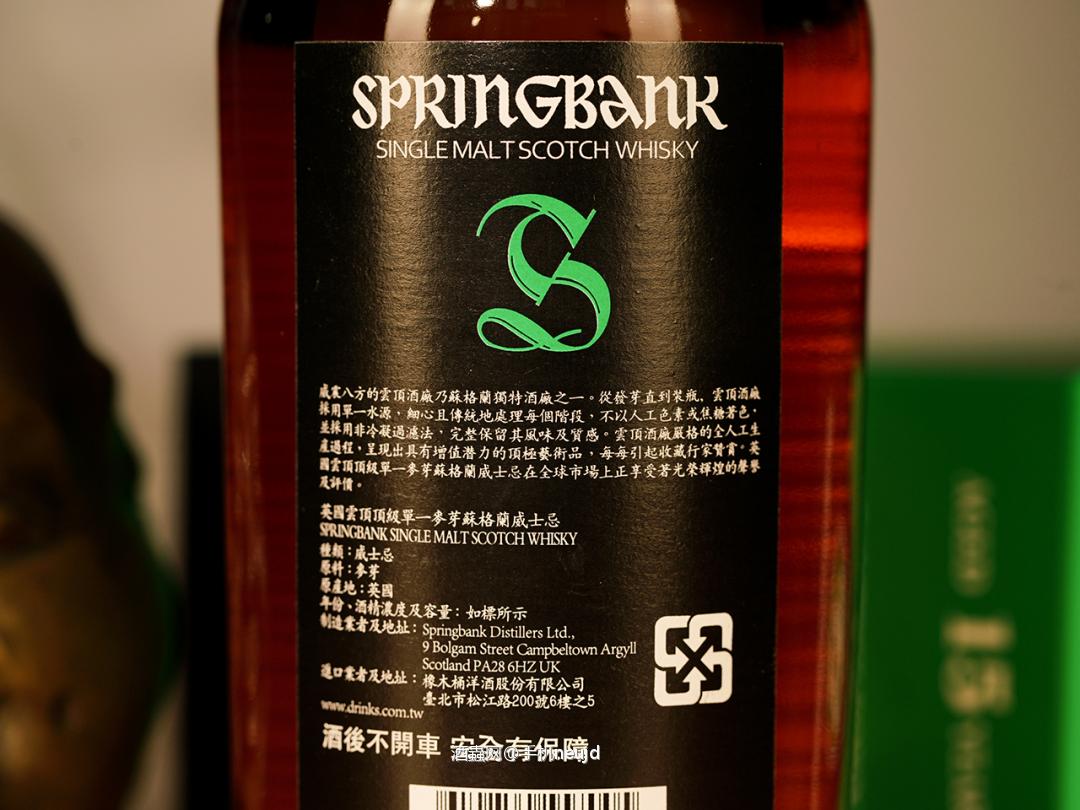 SPRINGBANK
SINGLE MALT SCOTCH WHISKY
S
威震八方的雲頂酒廠乃蘇格蘭獨特酒廠之一。從發芽直到裝瓶，雲頂酒廠
採用單一水源，細心且傳統地處理每個階段，不以人工色素或焦糖著色，
並採用非冷凝過濾法，完整保留其風味及質感。雲頂酒廠嚴格的全人工生
產過程，呈現出具有增值潛力的頂極藝術品，每每引起收藏行家贊賞。英
國雲頂頂級單一麥芽蘇格蘭威士忌在全球市場上正享受著光榮輝煌的聲譽
及評價。
英國雲頂頂級單一麥芽蘇格蘭威士忌
SPRINGBANK SINGLE MALT SCOTCH WHISKY
種類：威士忌
原料：麥芽
原產地：英國
年份、酒精濃度及容量：如標所示
制造業者及地址：Springbank Distillers Ltd.,
9 Bolgam Street Campbeltown Argyll
Scotland PA28 6HZ UK
進口業者及地址：橡木桶洋酒股份有限公司
臺北市松江路200號6樓之5
www.drinks.com.tw
酒後不開車 安全有保障
15